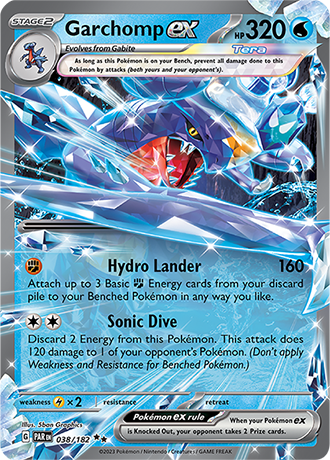 STAGE 2
Garchomp ex
HP 320
Evolves from Gabite
Tera
As long as this Pokémon is on your Bench, prevent all damage done to this
Pokémon by attacks (both yours and your opponent's).
Hydro Lander 160
Attach up to 3 Basic Energy cards from your discard
pile to your Benched Pokémon in any way you like.
Sonic Dive
Discard 2 Energy from this Pokémon. This attack does
120 damage to 1 of your opponent's Pokémon. (Don't apply
Weakness and Resistance for Benched Pokémon.)
weakness ×2 resistance retreat
Illus. 5ban Graphics
Pokémon ex rule
When your Pokémon ex
is Knocked Out, your opponent takes 2 Prize cards.
G PAR EN 038/182
©2023 Pokémon / Nintendo / Creatures / GAME FREAK